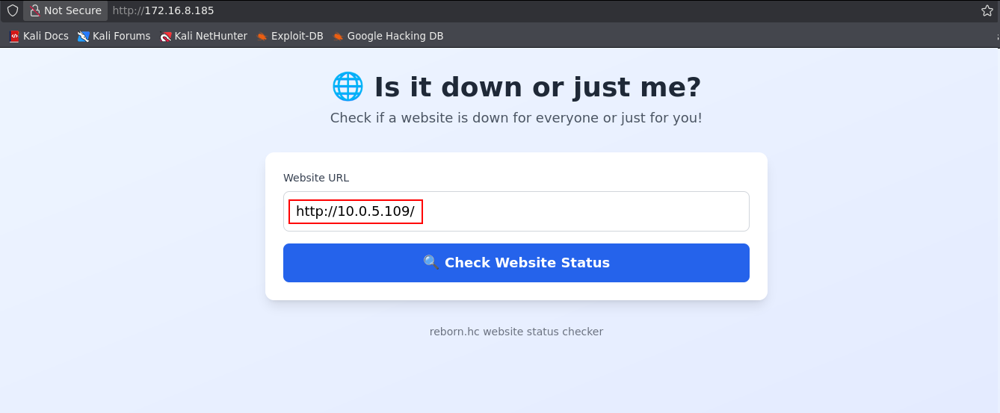 Not Secure http://172.16.8.185
Kali Docs Kali Forums Kali NetHunter Exploit-DB Google Hacking DB
Is it down or just me?
Check if a website is down for everyone or just for you!
Website URL
http://10.0.5.109/
Check Website Status
reborn.hc website status checker